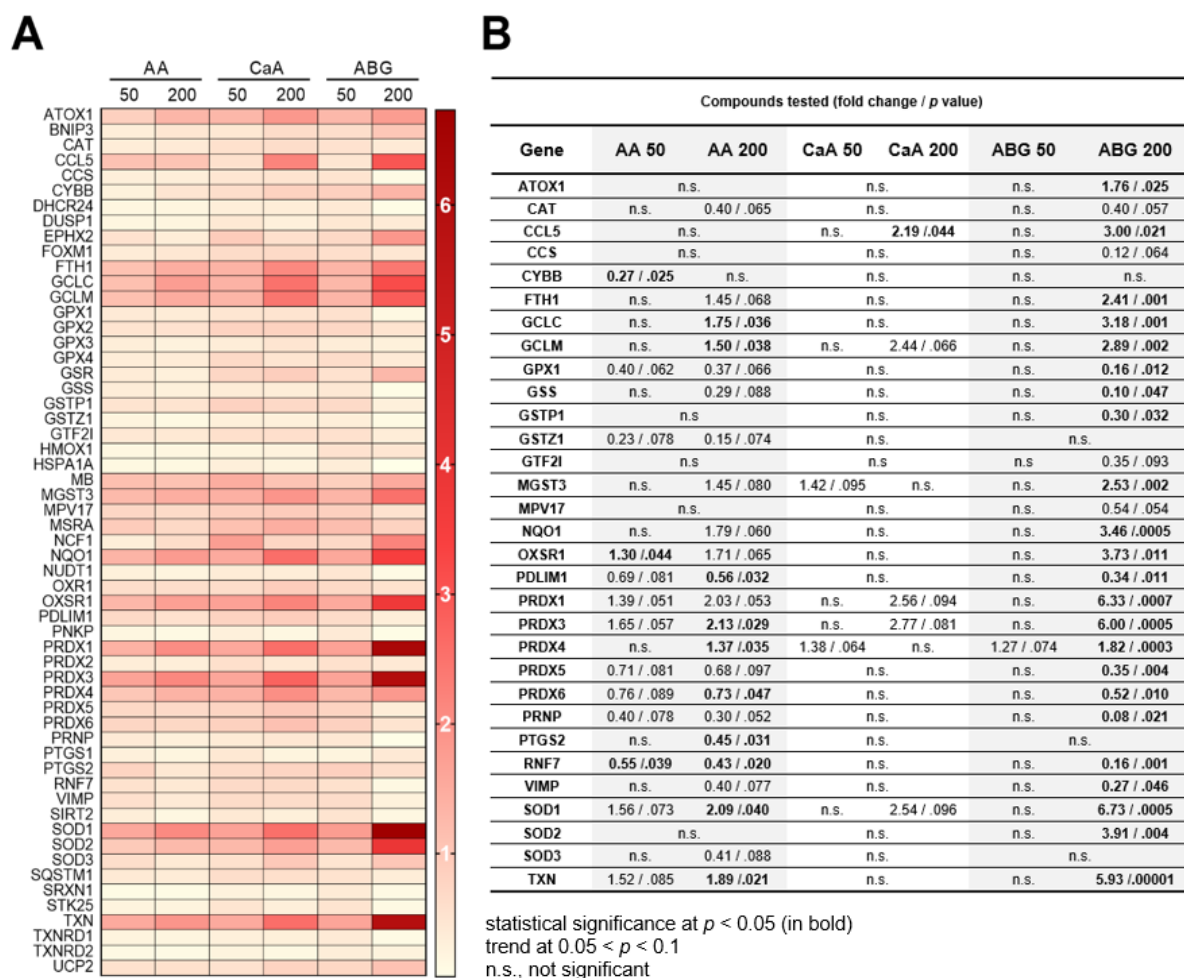 A
AA CaA ABG
50 200 50 200 50 200
ATOX1
BNIP3
CAT
CCL5
CCS
CYBB
DHCR24
DUSP1
EPHX2
FOXM1
FTH1
GCLC
GCLM
GPX1
GPX2
GPX3
GPX4
GSR
GSS
GSTP1
GSTZ1
GTF2I
HMOX1
HSPA1A
MB
MGST3
MPV17
MSRA
NCF1
NQO1
NUDT1
OXR1
OXSR1
PDLIM1
PNKP
PRDX1
PRDX2
PRDX3
PRDX4
PRDX5
PRDX6
PRNP
PTGS1
PTGS2
RNF7
VIMP
SIRT2
SOD1
SOD2
SOD3
SQSTM1
SRXN1
STK25
TXN
TXNRD1
TXNRD2
UCP2
6
5
4
3
2
1
B
Compounds tested (fold change / p value)
Gene AA 50 AA 200 CaA 50 CaA 200 ABG 50 ABG 200
ATOX1 n.s. n.s. n.s. 1.76 / .025
CAT n.s. 0.40 / .065 n.s. n.s. 0.40 / .057
CCL5 n.s. n.s. 2.19 /.044 n.s. 3.00 /.021
CCS n.s. n.s. n.s. 0.12 / .064
CYBB 0.27 / .025 n.s. n.s. n.s. n.s.
FTH1 n.s. 1.45 / .068 n.s. n.s. 2.41 / .001
GCLC n.s. 1.75 / .036 n.s. n.s. 3.18 / .001
GCLM n.s. 1.50 / .038 n.s. 2.44 / .066 n.s. 2.89 / .002
GPX1 0.40 / .062 0.37 / .066 n.s. n.s. 0.16 / .012
GSS n.s. 0.29 / .088 n.s. n.s. 0.10 / .047
GSTP1 n.s n.s. n.s. 0.30 / .032
GSTZ1 0.23 / .078 0.15 / .074 n.s. n.s.
GTF2I n.s n.s n.s 0.35 / .093
MGST3 n.s. 1.45 / .080 1.42 / .095 n.s. n.s. 2.53 / .002
MPV17 n.s. n.s. n.s. 0.54 / .054
NQO1 n.s. 1.79 / .060 n.s. n.s. 3.46 /.0005
OXSR1 1.30 /.044 1.71 / .065 n.s. n.s. 3.73 / .011
PDLIM1 0.69 / .081 0.56 /.032 n.s. n.s. 0.34 / .011
PRDX1 1.39 / .051 2.03 / .053 n.s. 2.56 / .094 n.s. 6.33 / .0007
PRDX3 1.65 / .057 2.13 /.029 n.s. 2.77 / .081 n.s. 6.00 / .0005
PRDX4 n.s. 1.37 /.035 1.38 / .064 n.s. 1.27 / .074 1.82 / .0003
PRDX5 0.71 / .081 0.68 / .097 n.s. n.s. 0.35 / .004
PRDX6 0.76 / .089 0.73 / .047 n.s. n.s. 0.52 / .010
PRNP 0.40 / .078 0.30 / .052 n.s. n.s. 0.08 / .021
PTGS2 n.s. 0.45 / .031 n.s. n.s.
RNF7 0.55 /.039 0.43 / .020 n.s. n.s. 0.16 / .001
VIMP n.s. 0.40 / .077 n.s. n.s. 0.27 / .046
SOD1 1.56 / .073 2.09 /.040 n.s. 2.54 / .096 n.s. 6.73 / .0005
SOD2 n.s. n.s. n.s. 3.91 / .004
SOD3 n.s. 0.41 / .088 n.s. n.s.
TXN 1.52 / .085 1.89 /.021 n.s. n.s. 5.93 /.00001
statistical significance at p < 0.05 (in bold)
trend at 0.05 < p < 0.1
n.s., not significant